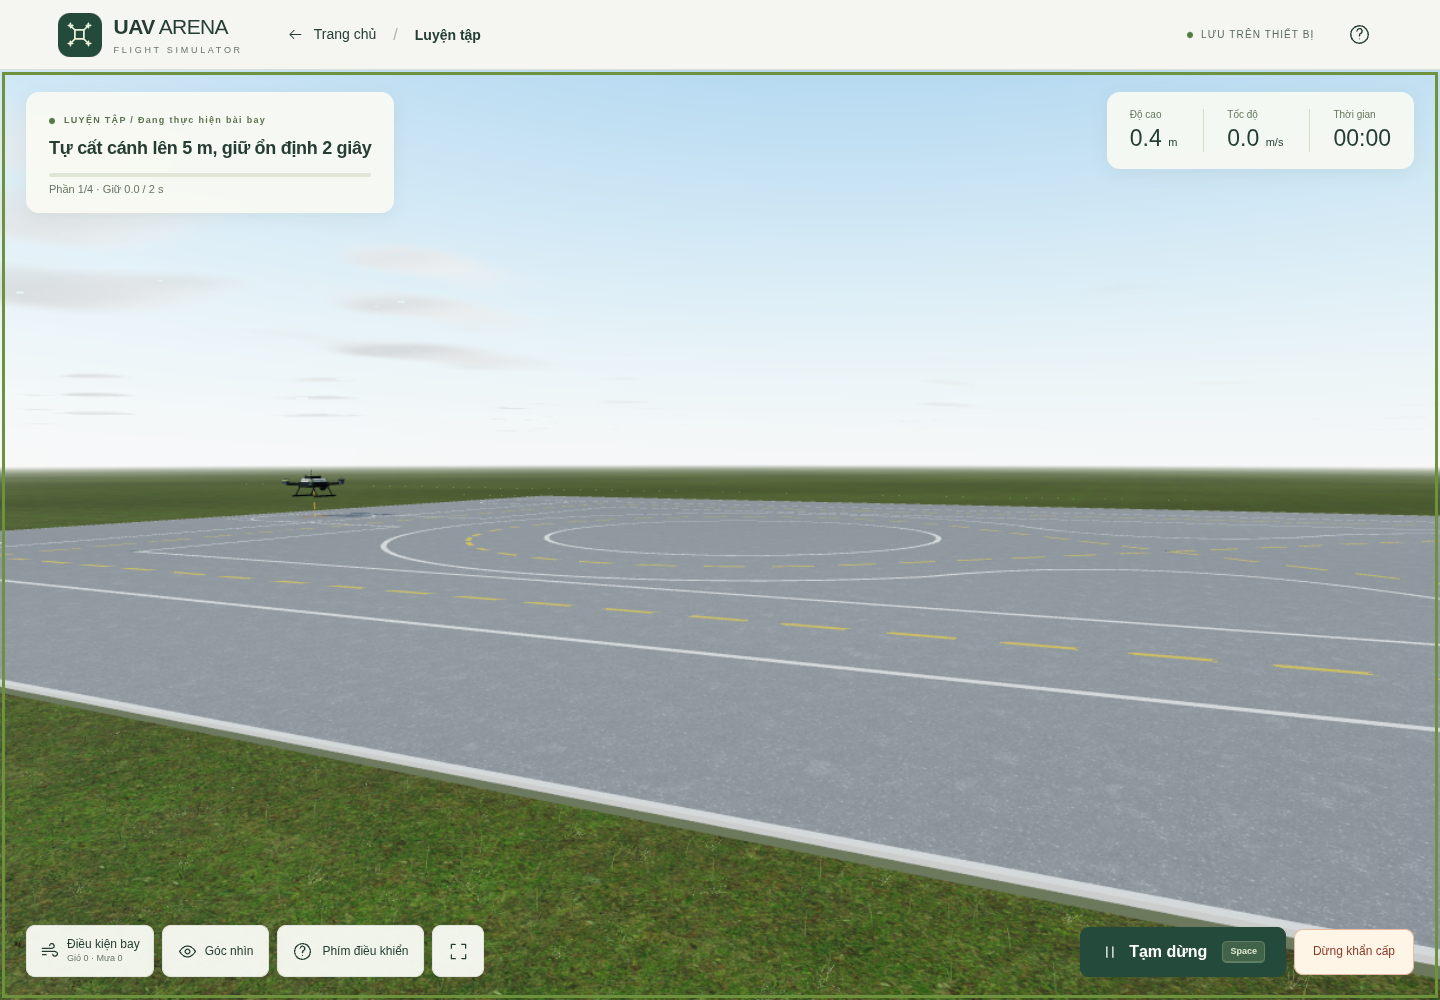 UAV ARENA
FLIGHT SIMULATOR
Trang chủ / Luyện tập
LƯU TRÊN THIẾT BỊ
LUYỆN TẬP / Đang thực hiện bài bay
Tự cất cánh lên 5 m, giữ ổn định 2 giây
Phần 1/4 · Giữ 0.0 / 2 s
Độ cao
0.4 m
Tốc độ
0.0 m/s
Thời gian
00:00
Điều kiện bay
Gió 0 · Mưa 0
Góc nhìn
Phím điều khiển
Tạm dừng Space
Dừng khẩn cấp